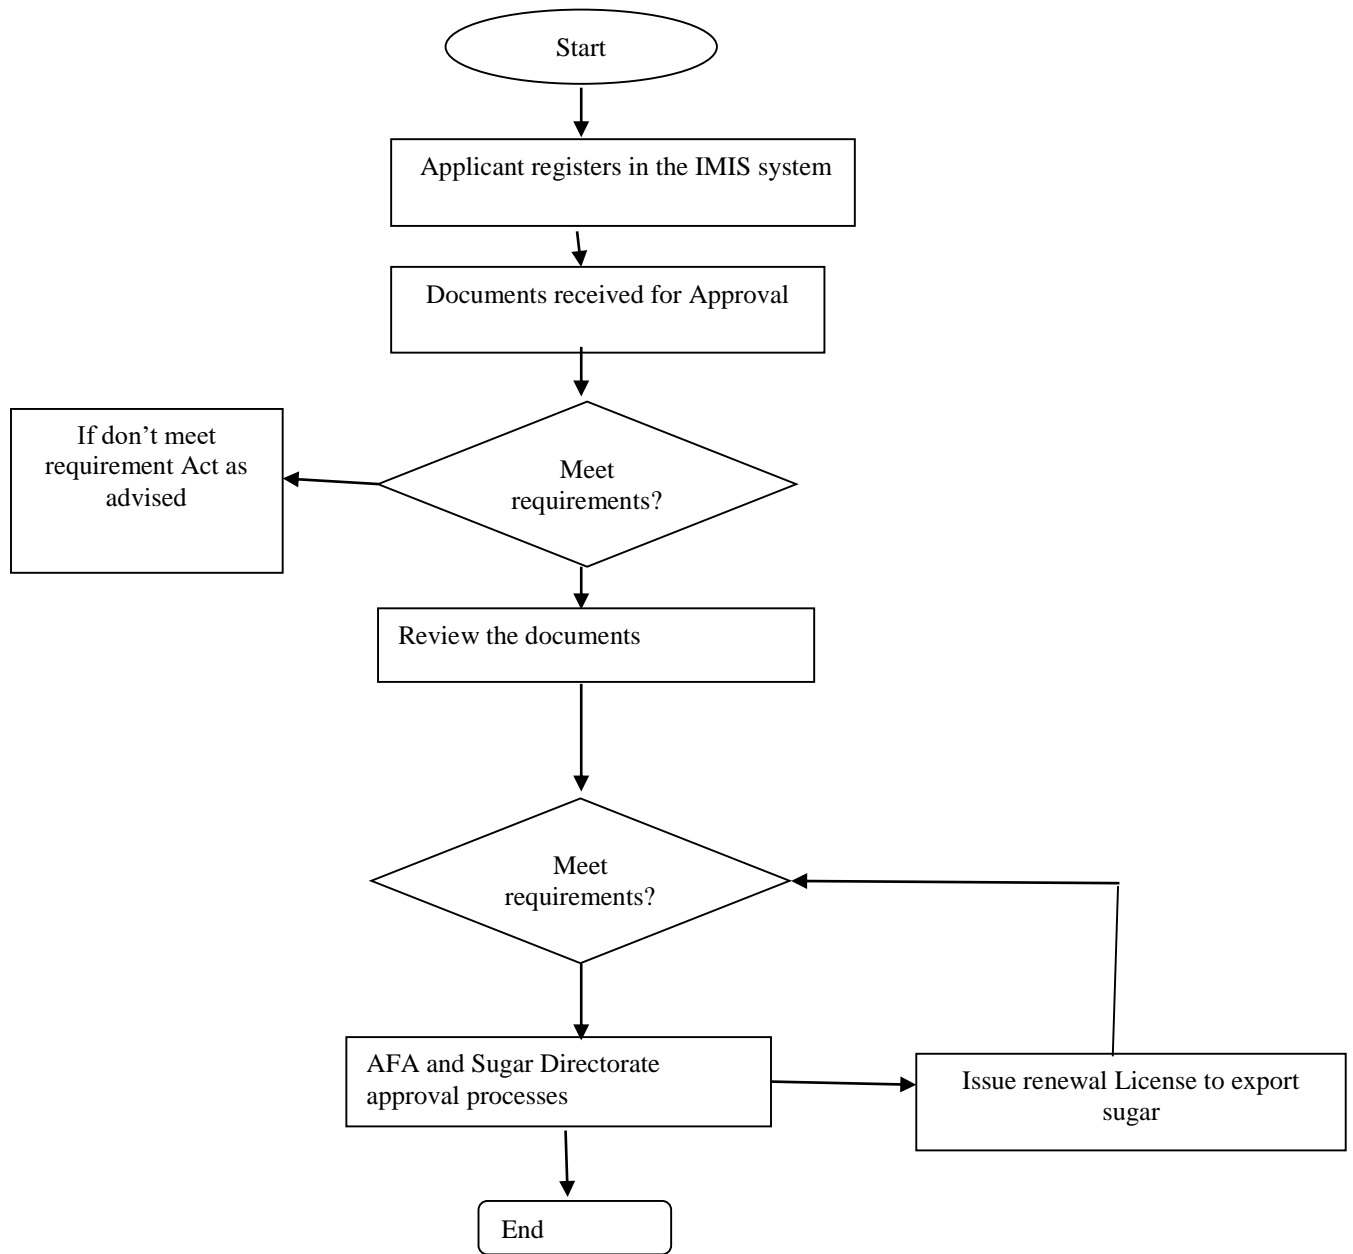 Start
Applicant registers in the IMIS system
Documents received for Approval
If don’t meet
requirement Act as
advised
Meet
requirements?
Review the documents
Meet
requirements?
AFA and Sugar Directorate
approval processes
Issue renewal License to export
sugar
End